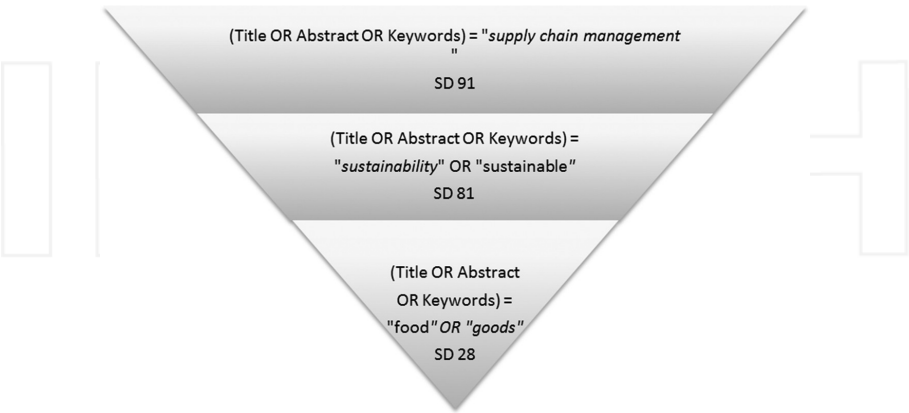 (Title OR Abstract OR Keywords) = "supply chain management
"
SD 91
(Title OR Abstract OR Keywords) =
"sustainability" OR "sustainable"
SD 81
(Title OR Abstract
OR Keywords) =
"food" OR "goods"
SD 28